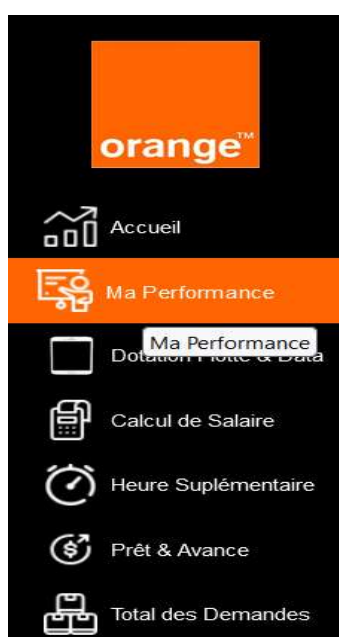 orange™
Accueil
Ma Performance
Ma Performance
Dotation Flotte & Data
Calcul de Salaire
Heure Suplémentaire
Prêt & Avance
Total des Demandes